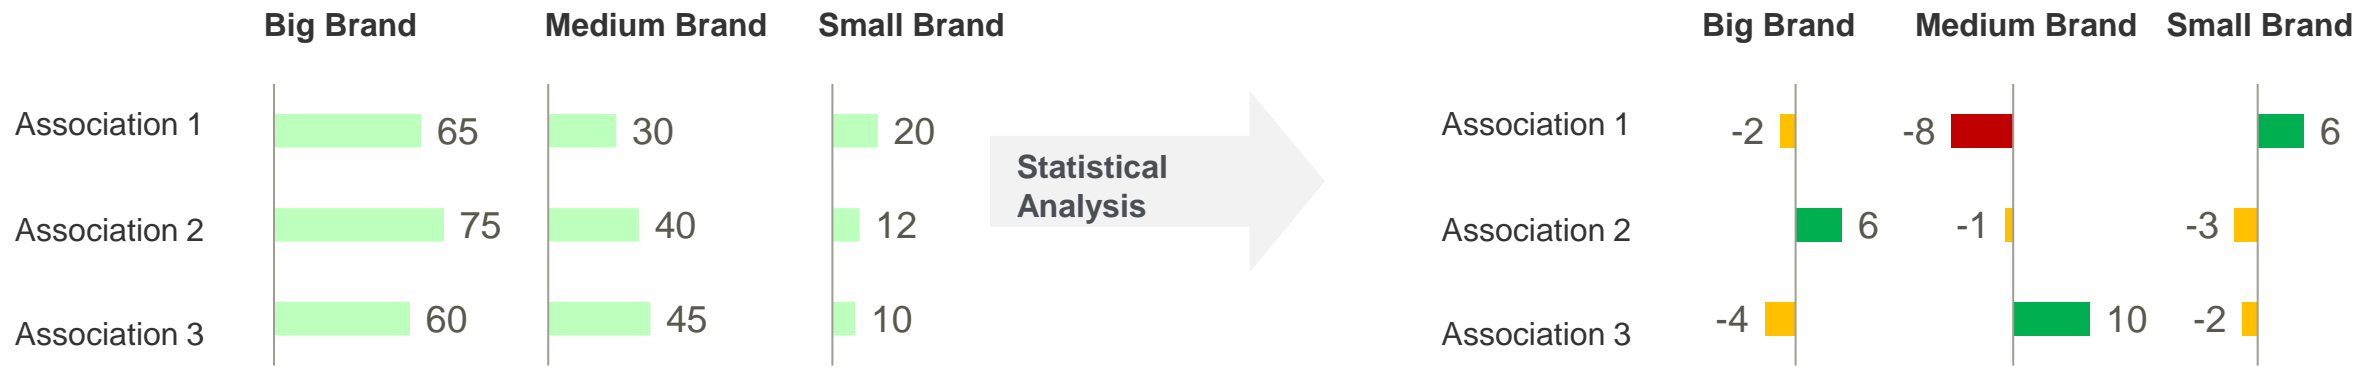 Big Brand Medium Brand Small Brand
Association 1 65 30 20
Association 2 75 40 12
Association 3 60 45 10
Statistical
Analysis
Big Brand Medium Brand Small Brand
Association 1 -2 -8 6
Association 2 6 -1 -3
Association 3 -4 10 -2